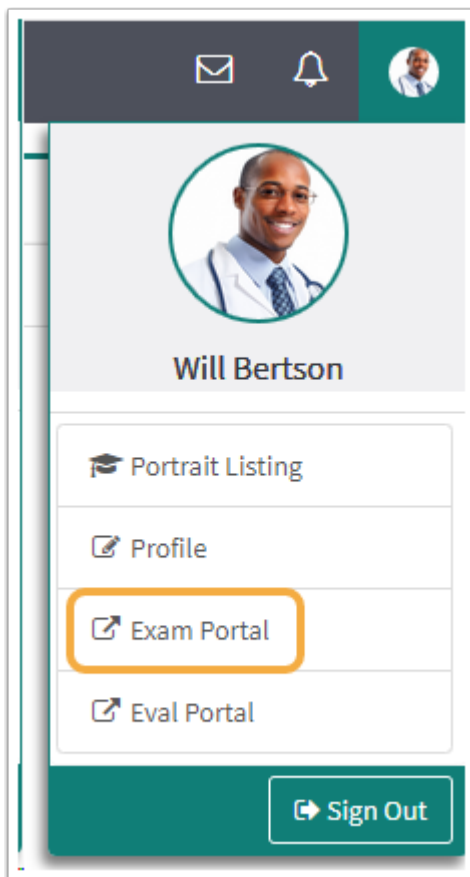 Will Bertson
Portrait Listing
Profile
Exam Portal
Eval Portal
Sign Out